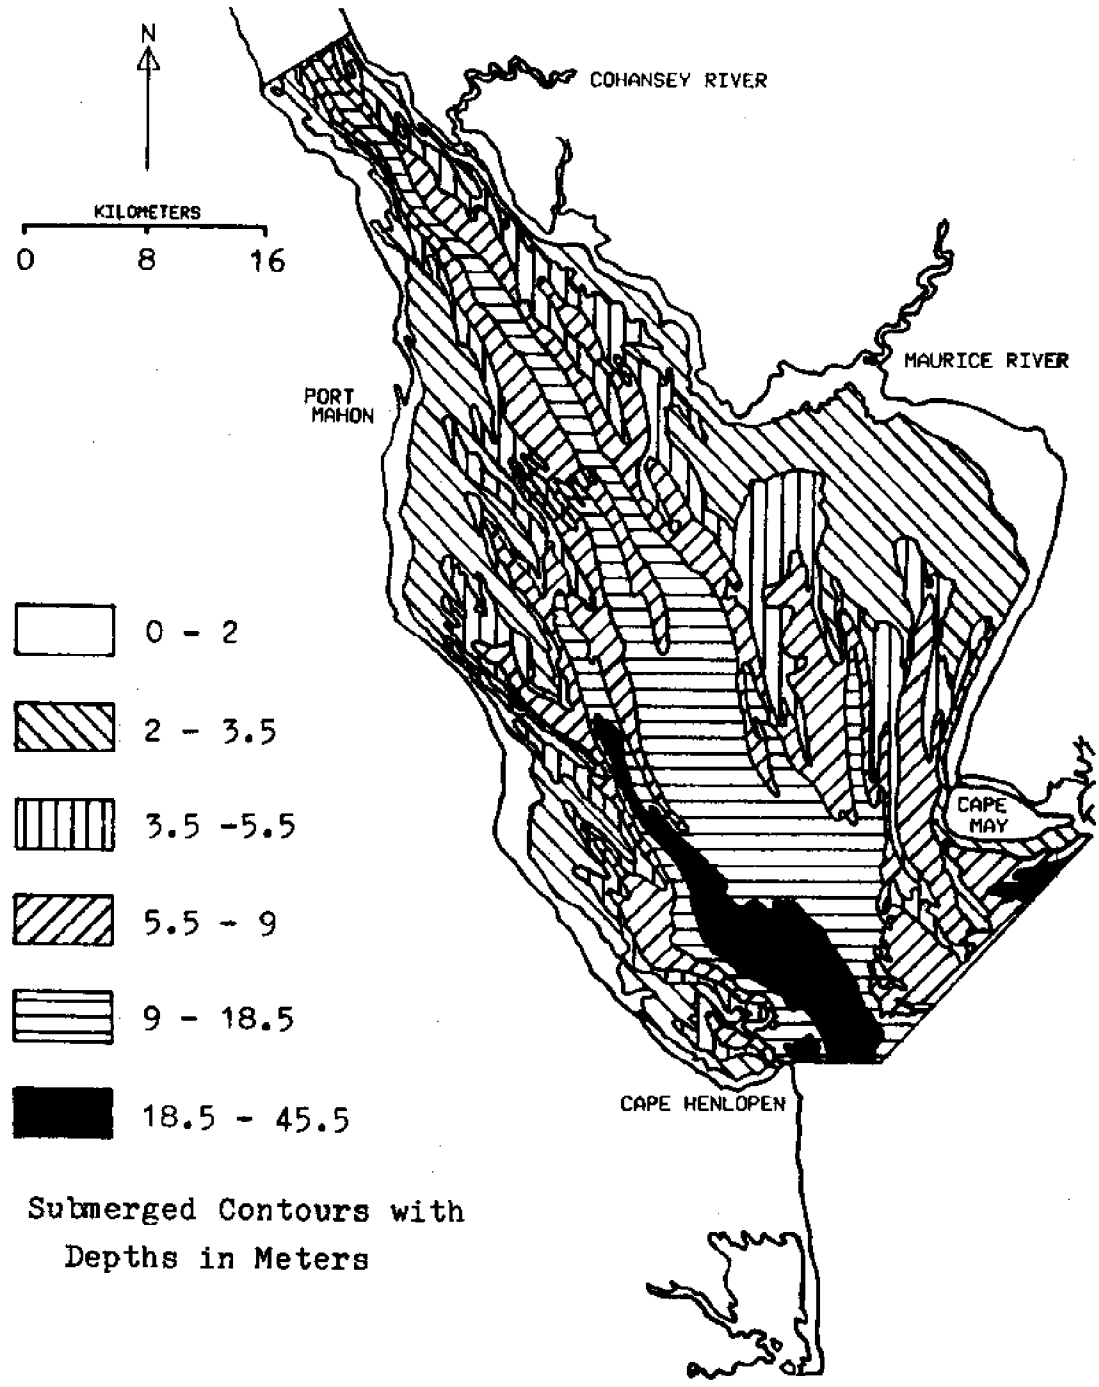 N
COHANSEY RIVER
KILOMETERS
0 8 16
MAURICE RIVER
PORT
MAHON
0 - 2
2 - 3.5
3.5 -5.5
CAPE
MAY
5.5 - 9
9 - 18.5
18.5 - 45.5
CAPE HENLOPEN
Submerged Contours with
Depths in Meters